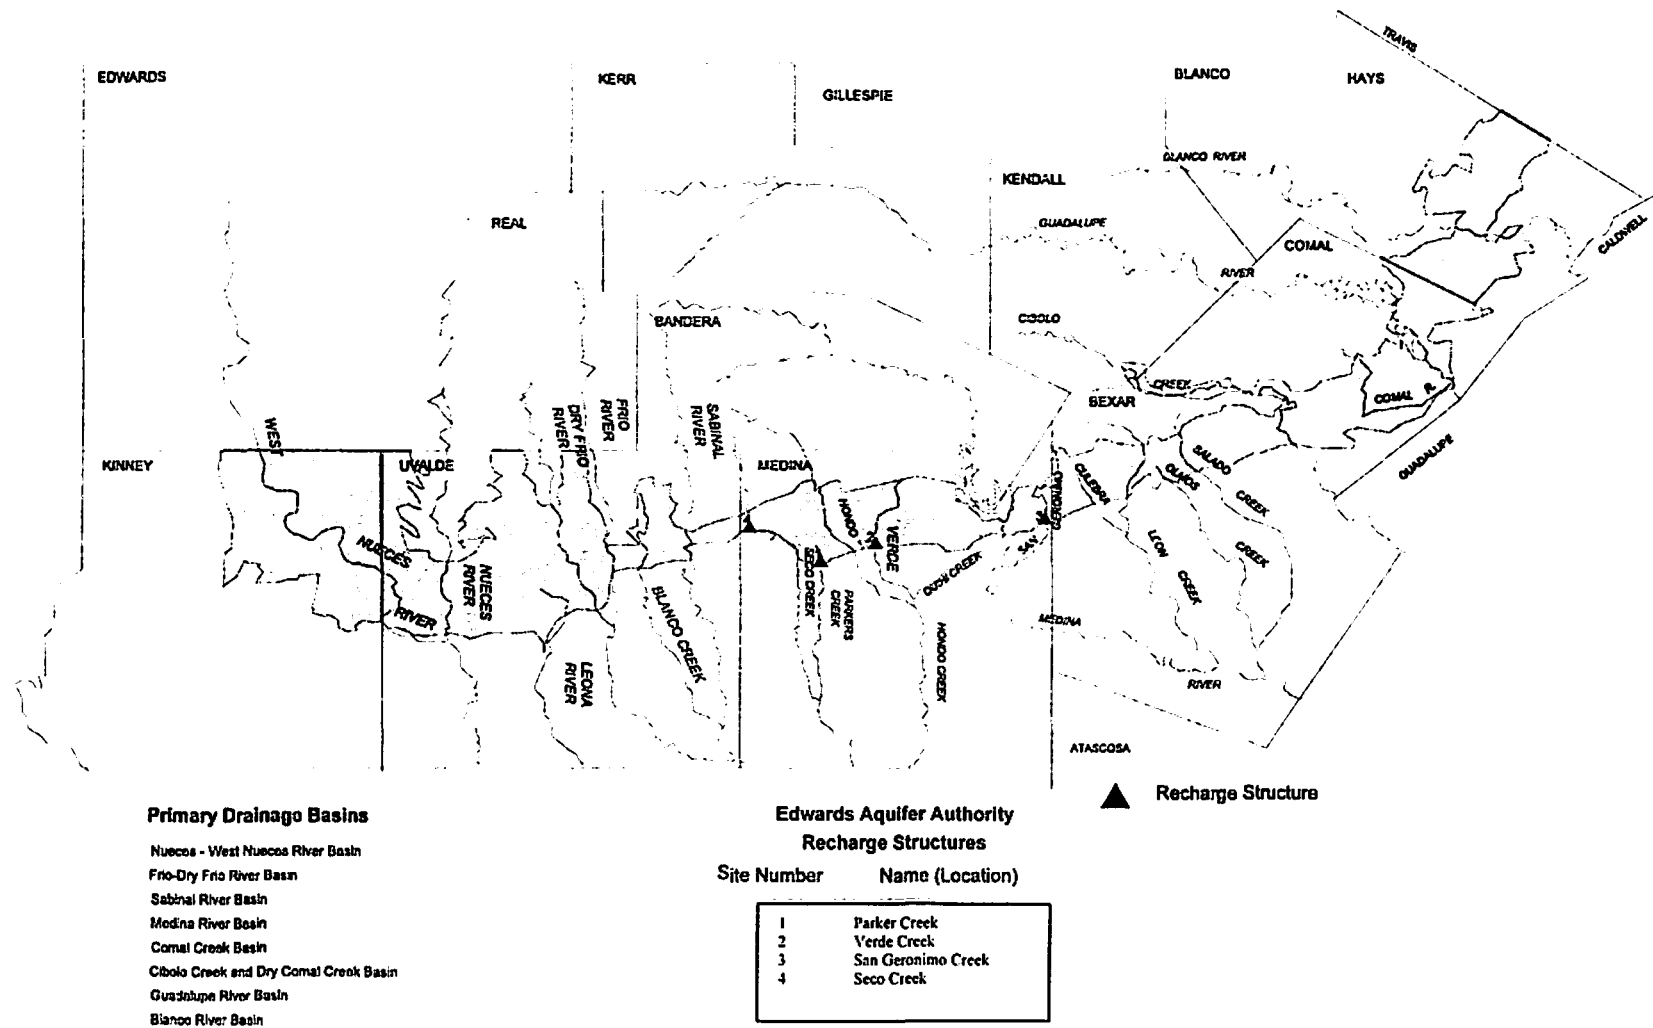 TRAVIS
EDWARDS
KERR
GILLESPIE
BLANCO
HAYS
BLANCO RIVER
KENDALL
REAL
GUADALUPE
COMAL
CALDWELL
RIVER
BANDERA
CIBOLO
CREEK
BEXAR
COMAL R.
FRIO
RIVER
DRY FRIO
RIVER
SABINAL
RIVER
WEST
KINNEY
UVALDE
MEDINA
GUADALUPE
SALADO
CREEK
OLMOS
CREEK
CULEBRA
HONDO
VERDE
SAN
NUECES
RIVER
NUECES
RIVER
SECO CREEK
PARKERS
CREEK
BLANCO CREEK
LEON
CREEK
MEDINA
RIVER
HONDO CREEK
LEONA
RIVER
ATASCOSA
Recharge Structure
Primary Drainago Basins
Nueces - West Nueces River Basin
Frio-Dry Frio River Basin
Sabinal River Basin
Medina River Basin
Comal Creek Basin
Cibolo Creek and Dry Comal Creek Basin
Guadalupe River Basin
Blanco River Basin
Edwards Aquifer Authority
Recharge Structures
Site Number Name (Location)
1 Parker Creek
2 Verde Creek
3 San Geronimo Creek
4 Seco Creek